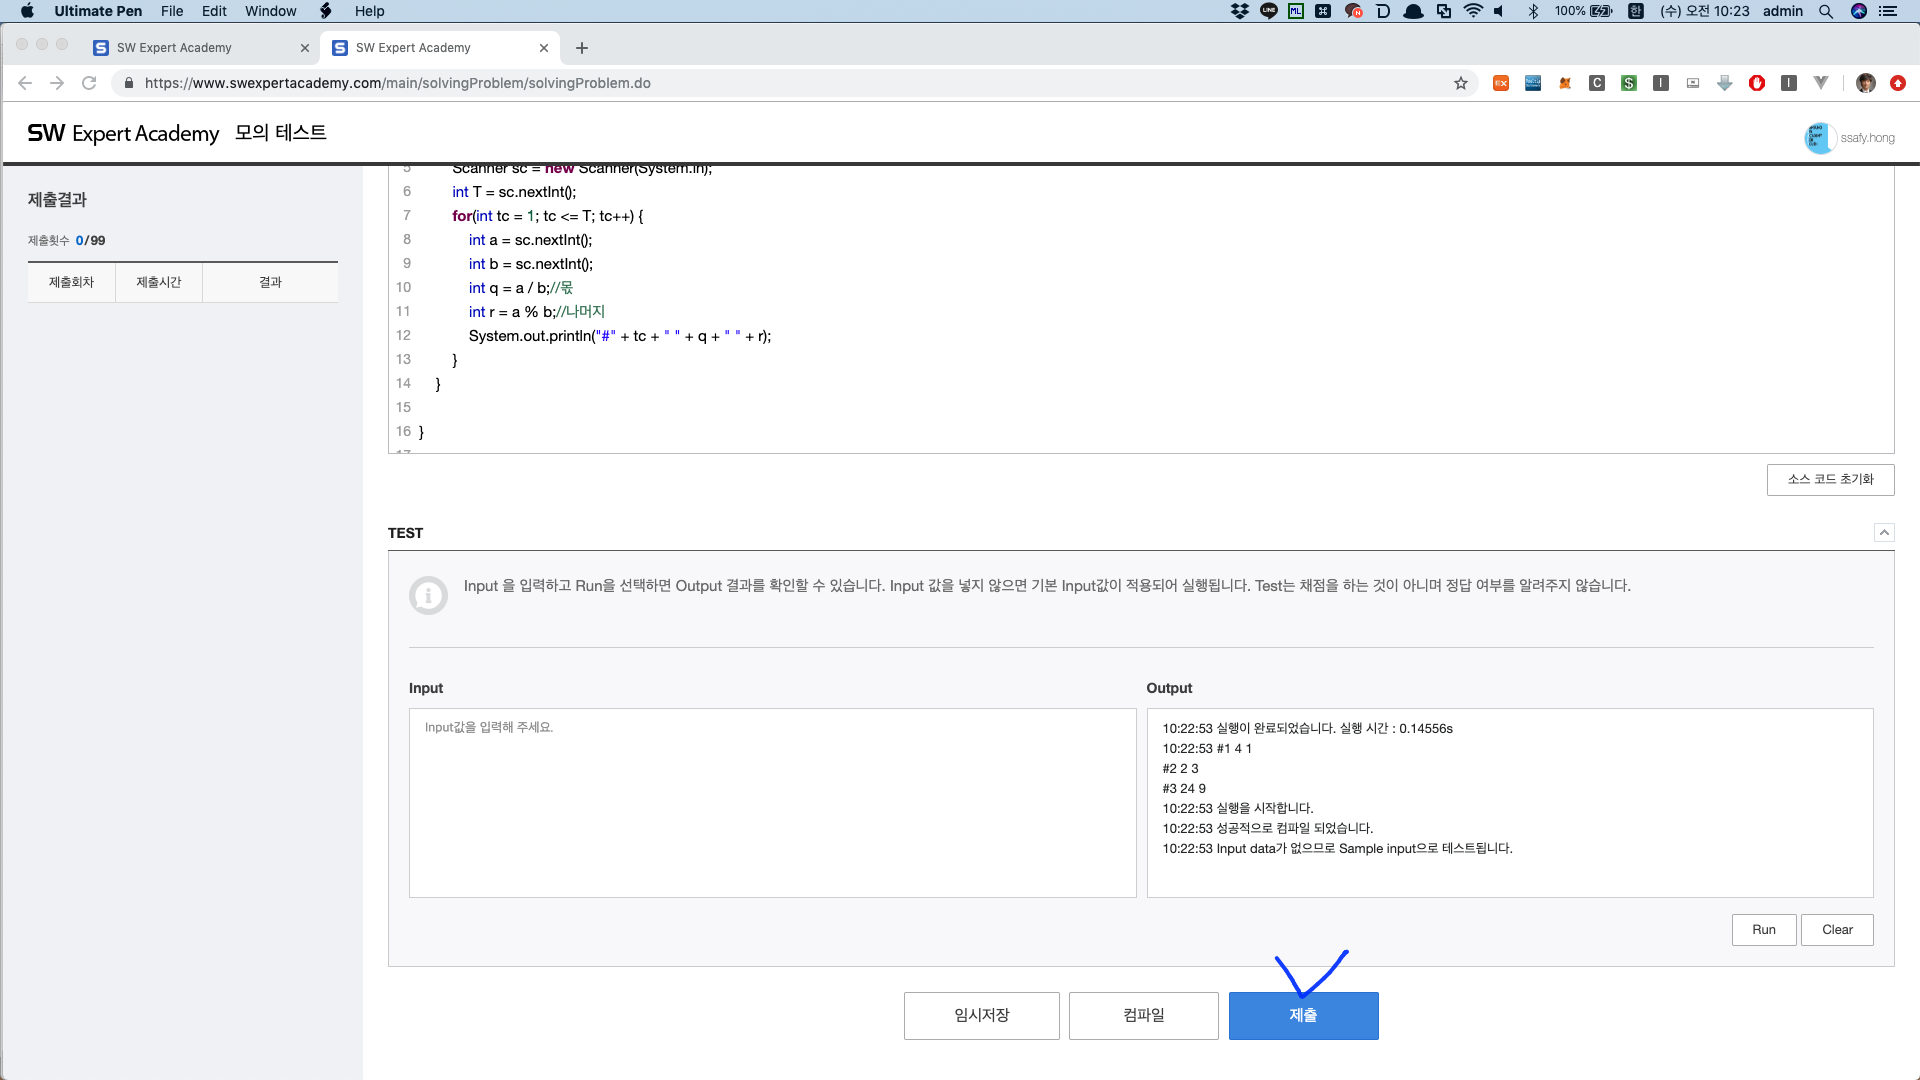 Ultimate Pen File Edit Window Help
100% 한 (수) 오전 10:23 admin
SW Expert Academy
SW Expert Academy
https://www.swexpertacademy.com/main/solvingProblem/solvingProblem.do
SW Expert Academy 모의 테스트
ssafy.hong
제출결과
제출횟수 0/99
제출회차 제출시간 결과
5 Scanner sc = new Scanner(System.in);
6 int T = sc.nextInt();
7 for(int tc = 1; tc <= T; tc++) {
8 int a = sc.nextInt();
9 int b = sc.nextInt();
10 int q = a / b;//몫
11 int r = a % b;//나머지
12 System.out.println("#" + tc + " " + q + " " + r);
13 }
14 }
15
16 }
17
소스 코드 초기화
TEST
Input 을 입력하고 Run을 선택하면 Output 결과를 확인할 수 있습니다. Input 값을 넣지 않으면 기본 Input값이 적용되어 실행됩니다. Test는 채점을 하는 것이 아니며 정답 여부를 알려주지 않습니다.
Input
Input값을 입력해 주세요.
Output
10:22:53 실행이 완료되었습니다. 실행 시간 : 0.14556s
10:22:53 #1 4 1
#2 2 3
#3 24 9
10:22:53 실행을 시작합니다.
10:22:53 성공적으로 컴파일 되었습니다.
10:22:53 Input data가 없으므로 Sample input으로 테스트됩니다.
Run Clear
임시저장 컴파일 제출